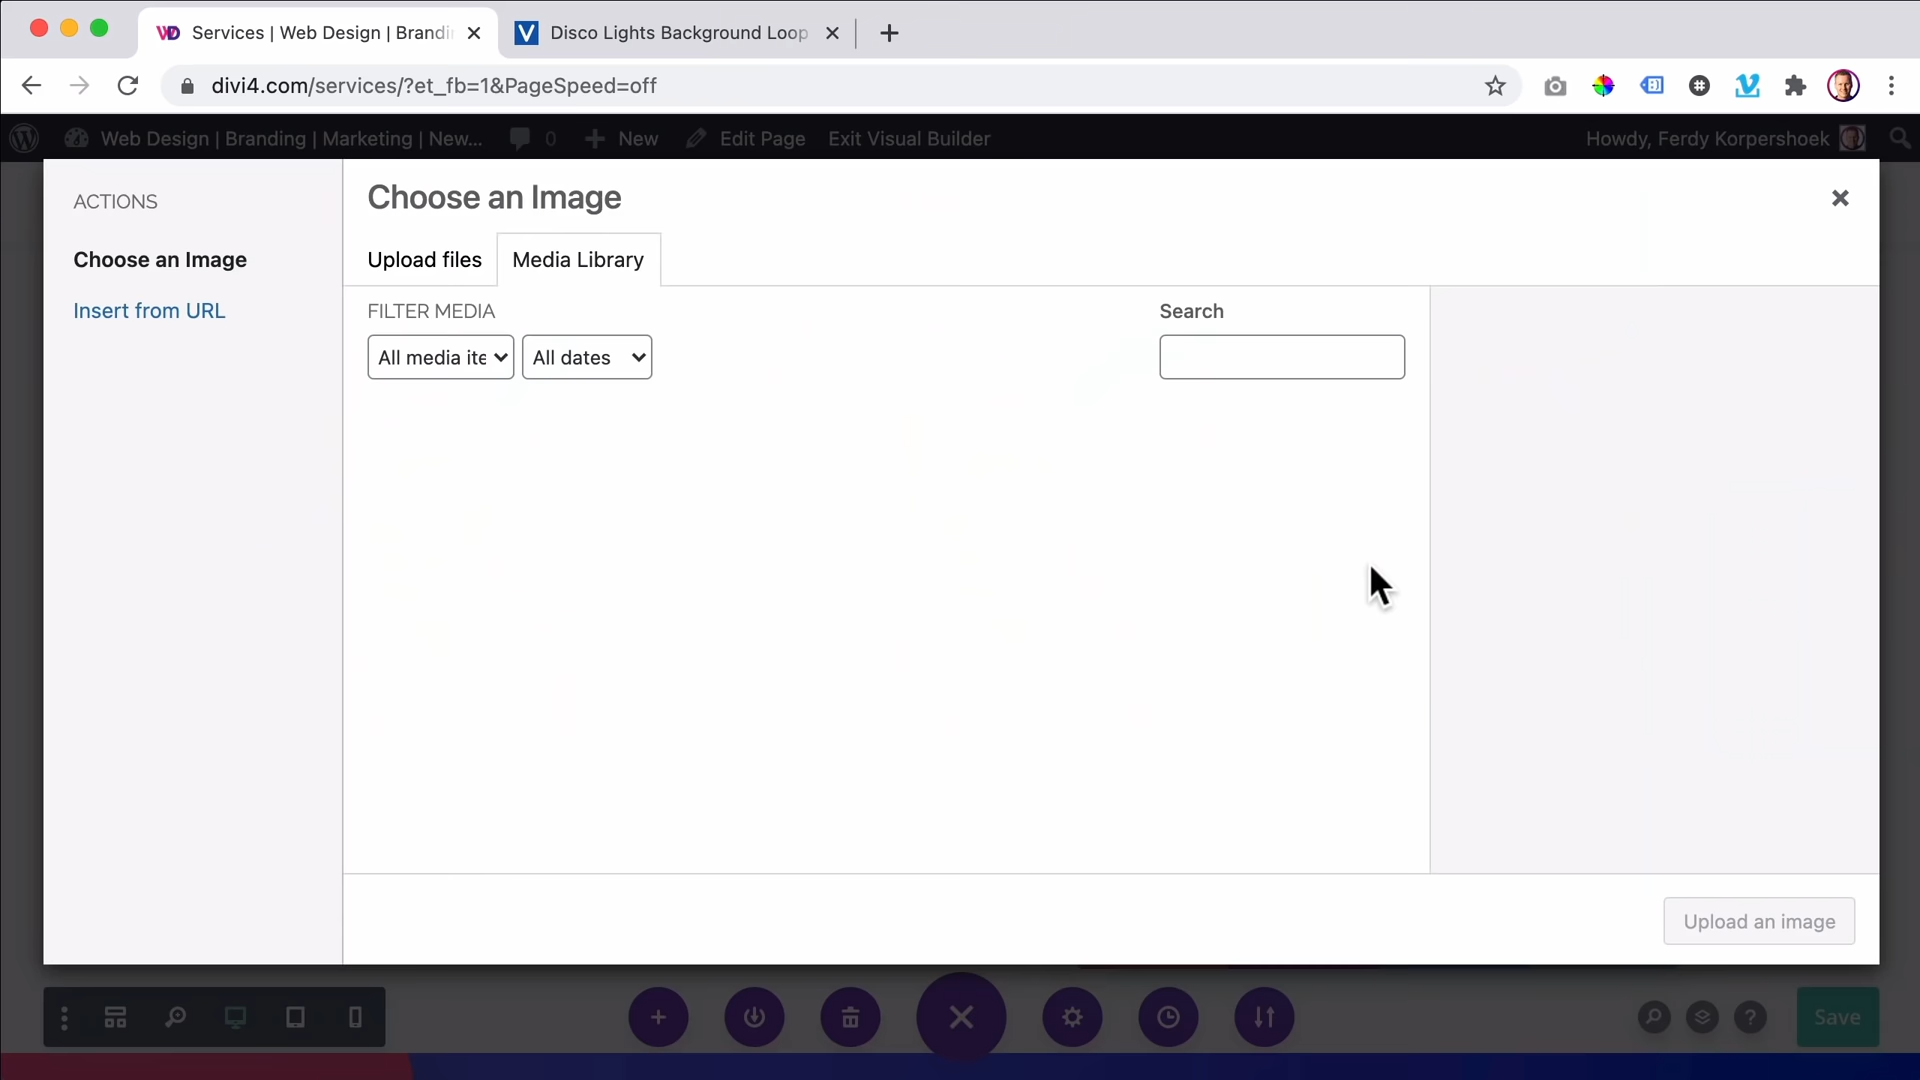 Services | Web Design | Brandi
Disco Lights Background Loop
divi4.com/services/?et_fb=1&PageSpeed=off
Web Design | Branding | Marketing | New...
0
New
Edit Page
Exit Visual Builder
Howdy, Ferdy Korpershoek
ACTIONS
Choose an Image
Insert from URL
Choose an Image
Upload files
Media Library
FILTER MEDIA
Search
All media ite
All dates
Upload an image
Save